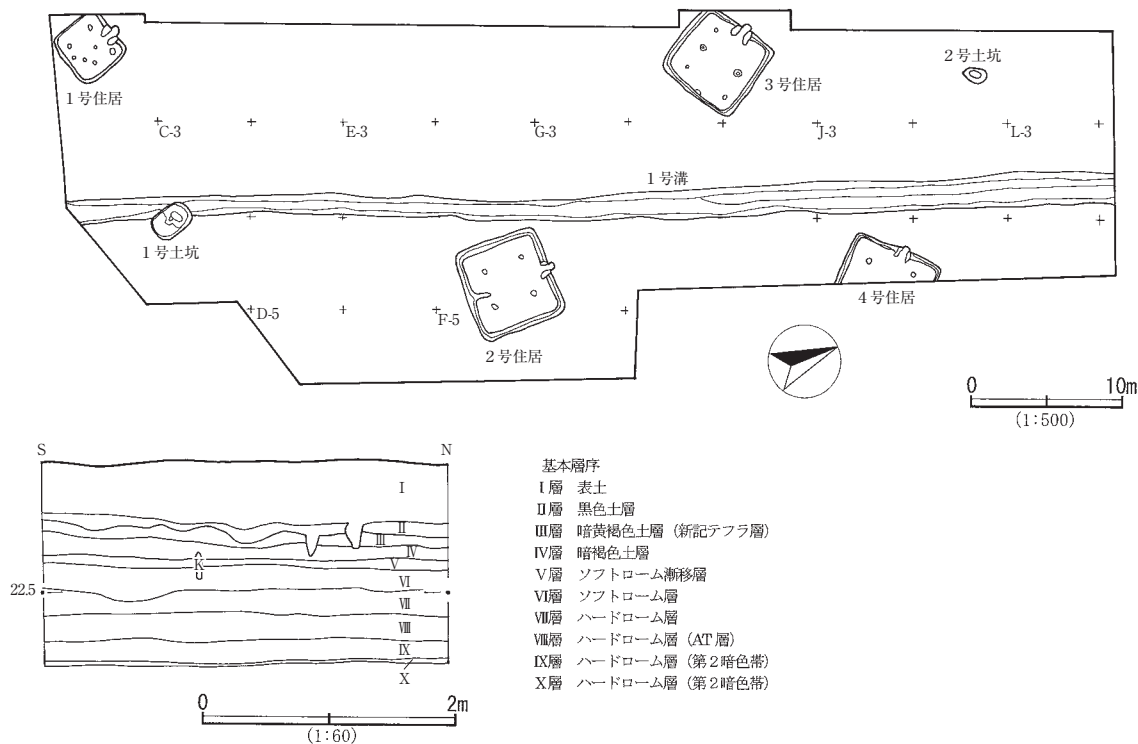 2号土坑
1号住居
3号住居
C-3
E-3
G-3
J-3
L-3
1号溝
1号土坑
4号住居
D-5
F-5
2号住居
0 10m
(1:500)
S N
I
II
III
IV
K
V
VI
22.5
VII
VIII
IX
X
0 2m
(1:60)
基本層序
Ⅰ層 表土
Ⅱ層 黒色土層
Ⅲ層 暗黄褐色土層(新記テフラ層)
Ⅳ層 暗褐色土層
Ⅴ層 ソフトローム漸移層
Ⅵ層 ソフトローム層
Ⅶ層 ハードローム層
Ⅷ層 ハードローム層(AT層)
Ⅸ層 ハードローム層(第2暗色帯)
Ⅹ層 ハードローム層(第2暗色帯)